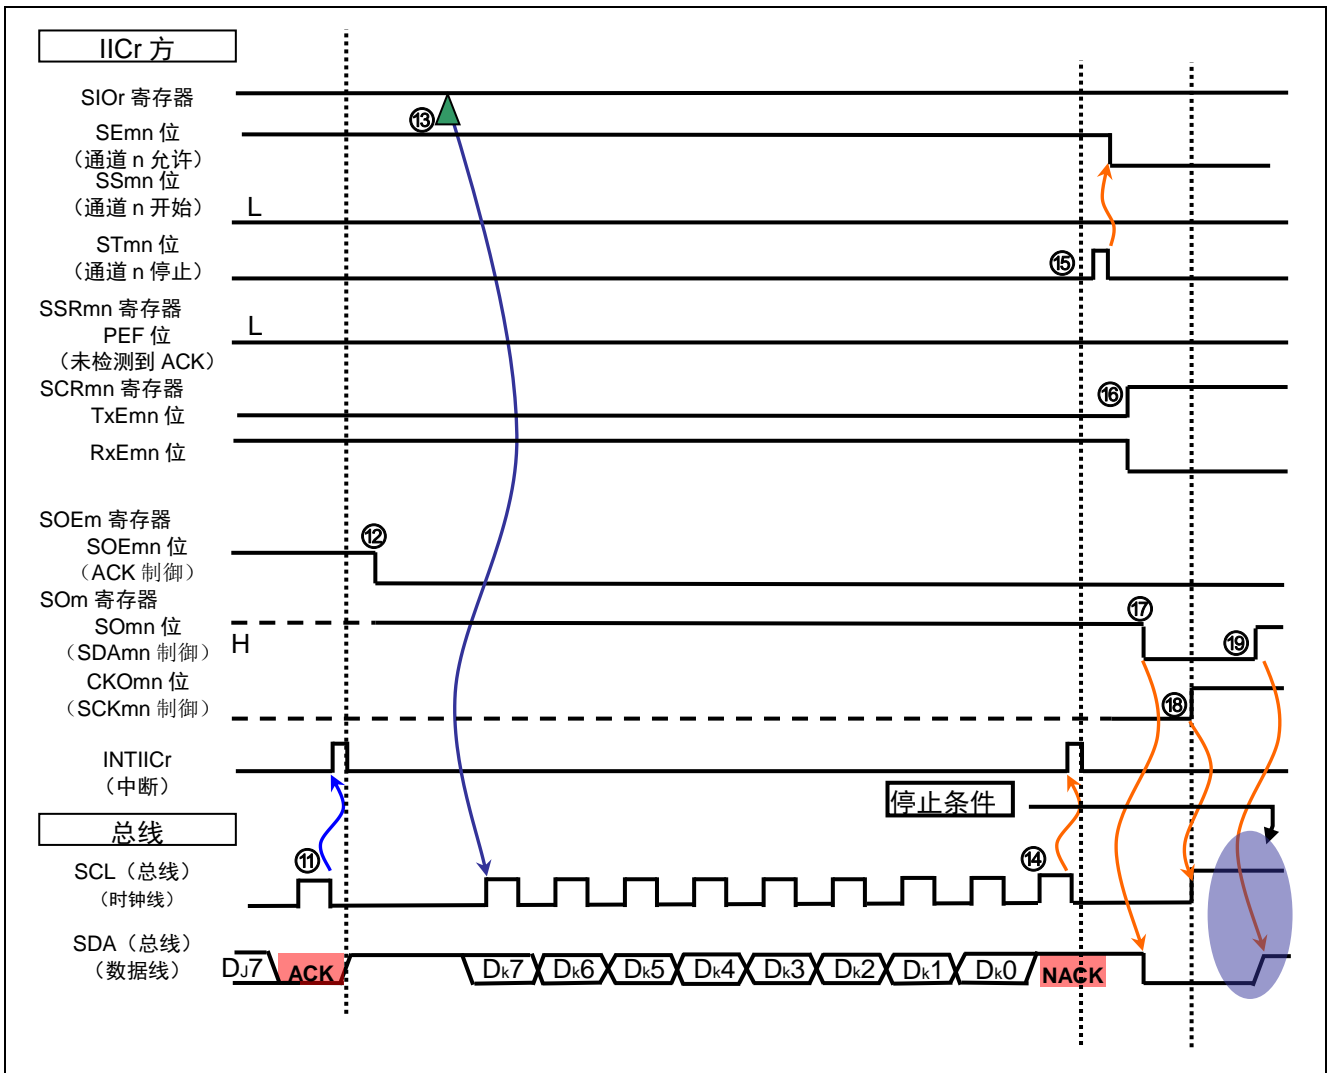 IICr 方
SIOr 寄存器
⑬
SEmn 位
（通道 n 允许）
SSmn 位
（通道 n 开始）
L
STmn 位
（通道 n 停止）
⑮
SSRmn 寄存器
PEF 位
L
（未检测到 ACK）
SCRmn 寄存器
⑯
TxEmn 位
RxEmn 位
SOEm 寄存器
⑫
SOEmn 位
（ACK 制御）
SOm 寄存器
⑰
SOmn 位
H
（SDAmn 制御）
⑲
CKOmn 位
（SCKmn 制御）
⑱
INTIICr
（中断）
停止条件
总线
⑪
⑭
SCL（总线）
（时钟线）
SDA（总线）
（数据线）
DJ7 ACK Dk7 Dk6 Dk5 Dk4 Dk3 Dk2 Dk1 Dk0 NACK